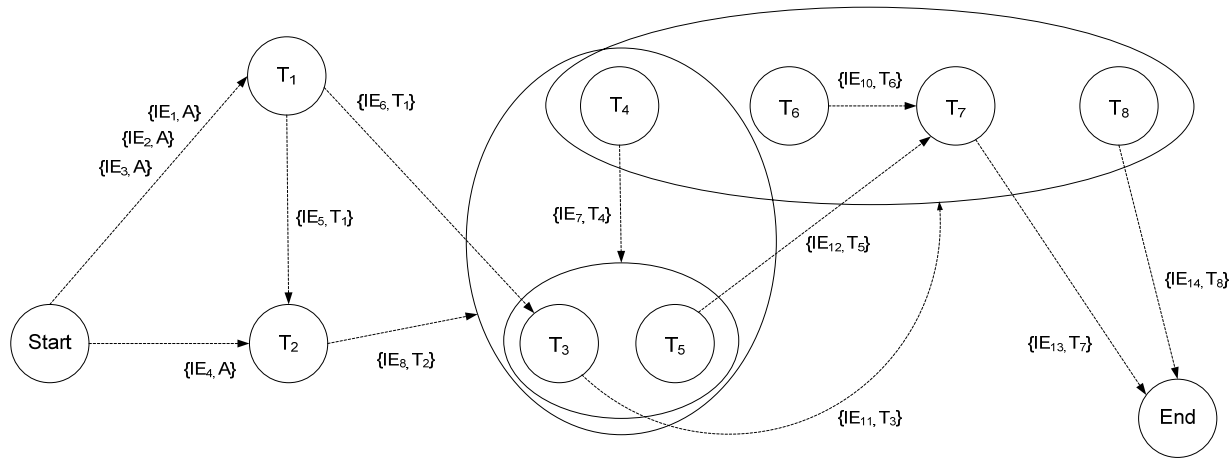 T1
{IE6, T1}
{IE1, A}
{IE2, A}
{IE3, A}
{IE5, T1}
Start
T2
{IE4, A}
{IE8, T2}
T4
T6
{IE10, T6}
T7
T8
{IE7, T4}
{IE12, T5}
T3
T5
{IE11, T3}
{IE13, T7}
{IE14, T8}
End